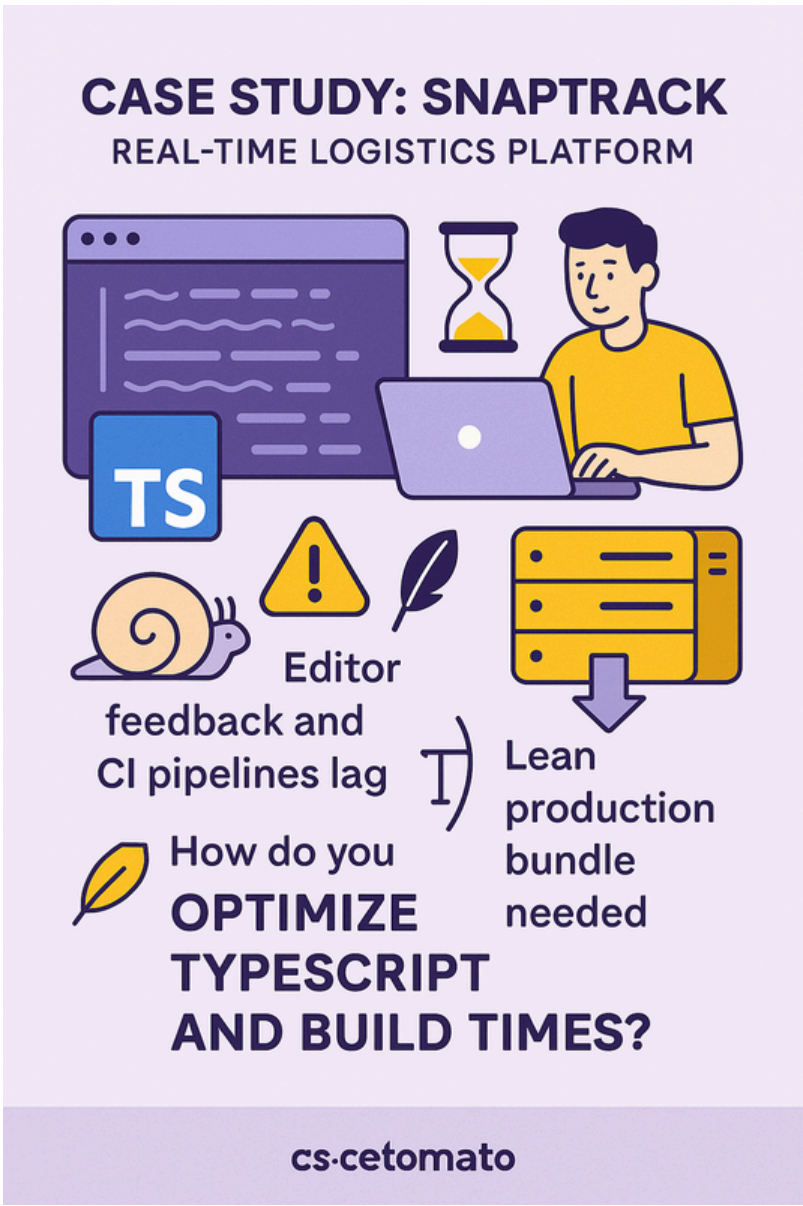 CASE STUDY: SNAPTRACK
REAL-TIME LOGISTICS PLATFORM
TS
Editor
feedback and
CI pipelines lag
Lean
production
bundle
needed
How do you
OPTIMIZE
TYPESCRIPT
AND BUILD TIMES?
cs·cetomato